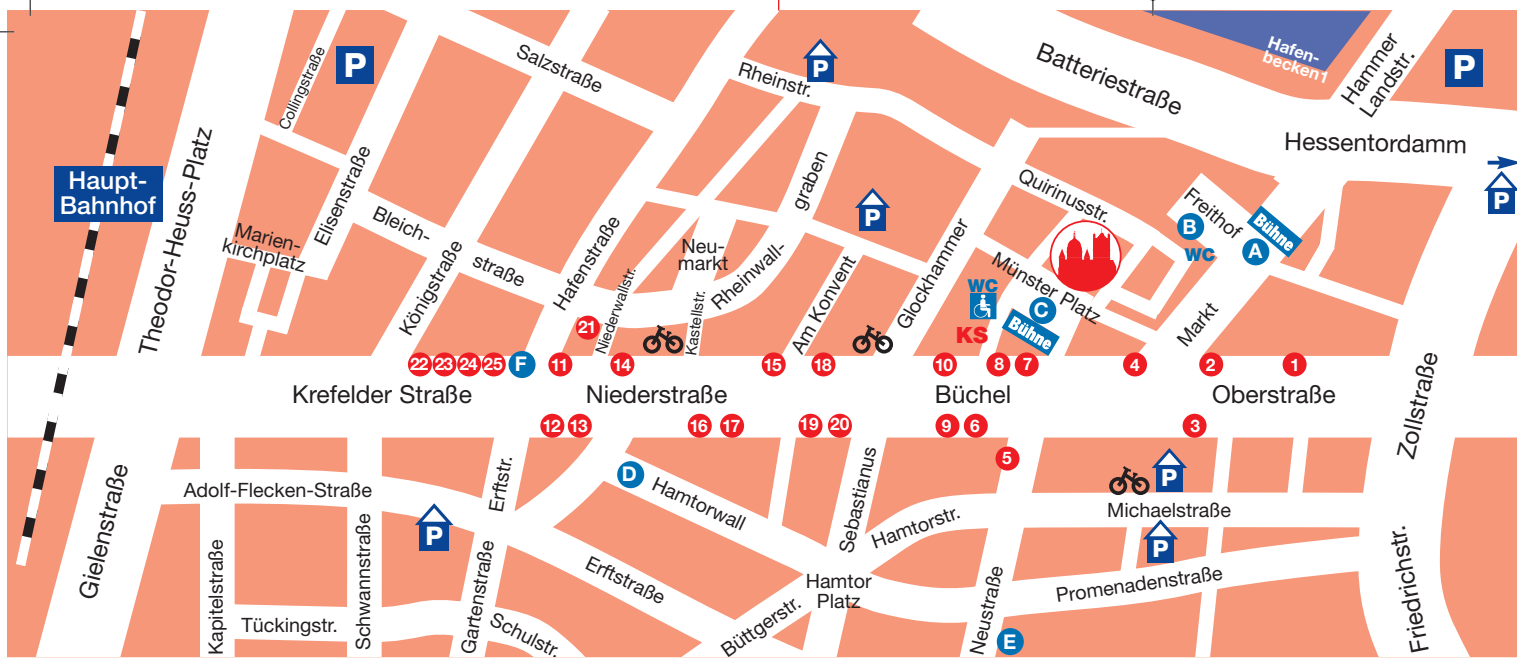 P
Collingstraße
Salzstraße
P
Rheinstr.
Batteriestraße
Hafen-
becken1
Hammer
Landstr.
P
Hessentordamm
P
Haupt-
Bahnhof
Theodor-Heuss-Platz
Marien-
kirchplatz
Elisenstraße
Bleich-
straße
Königstraße
Hafenstraße
Niederwallstr.
Neu-
markt
Kastellstr.
Rheinwall-
graben
P
Am Konvent
Glockhammer
Quirinusstr.
Münster Platz
Freithof
B
WC
A
Bühne
WC
C
Bühne
KS
Markt
Zollstraße
21
22
23
24
25
F
11
14
15
18
10
8
7
4
2
1
Krefelder Straße
Niederstraße
Büchel
Oberstraße
12
13
16
17
19
20
9
6
3
5
D
Gielenstraße
Adolf-Flecken-Straße
Erftstr.
Hamtorwall
Sebastianus
Hamtorstr.
P
Michaelstraße
P
P
Kapitelstraße
Schwannstraße
Gartenstraße
Erftstraße
Hamtor
Platz
Neustraße
Promenadenstraße
Friedrichstr.
Tückingstr.
Schulstr.
Büttgerstr.
E